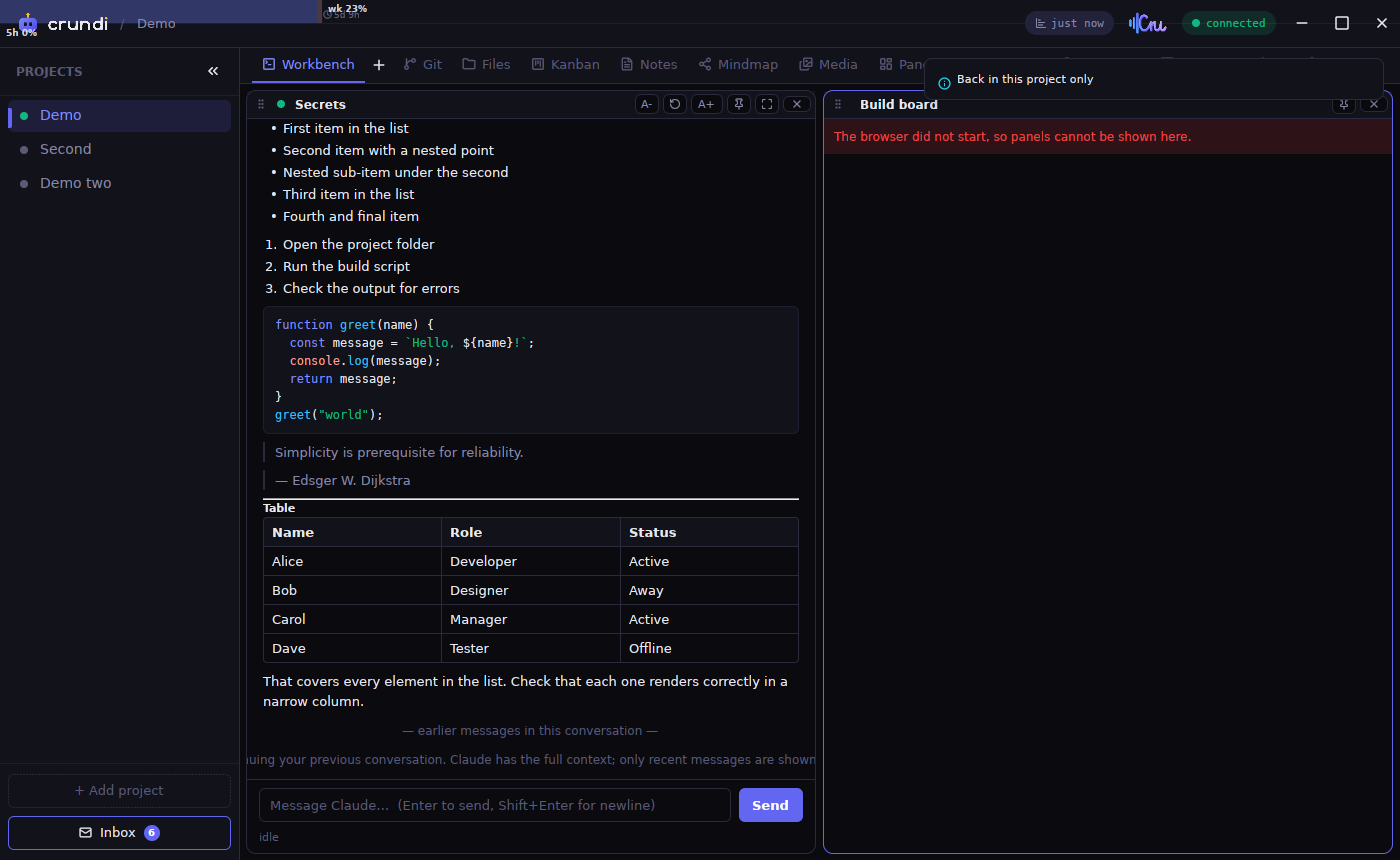 wk 23%
5d 9h
5h 0%
crundi / Demo
just now
Cru
connected
PROJECTS
Demo
Second
Demo two
+ Add project
Inbox 6
Workbench
Git
Files
Kanban
Notes
Mindmap
Media
Back in this project only
Secrets
A-
A+
• First item in the list
• Second item with a nested point
• Nested sub-item under the second
• Third item in the list
• Fourth and final item
1. Open the project folder
2. Run the build script
3. Check the output for errors
function greet(name) {
  const message = `Hello, ${name}!`;
  console.log(message);
  return message;
}
greet("world");
Simplicity is prerequisite for reliability.
— Edsger W. Dijkstra
Table
Name Role Status
Alice Developer Active
Bob Designer Away
Carol Manager Active
Dave Tester Offline
That covers every element in the list. Check that each one renders correctly in a
narrow column.
— earlier messages in this conversation —
your previous conversation. Claude has the full context; only recent messages are shown
Message Claude... (Enter to send, Shift+Enter for newline)
Send
idle
Build board
The browser did not start, so panels cannot be shown here.